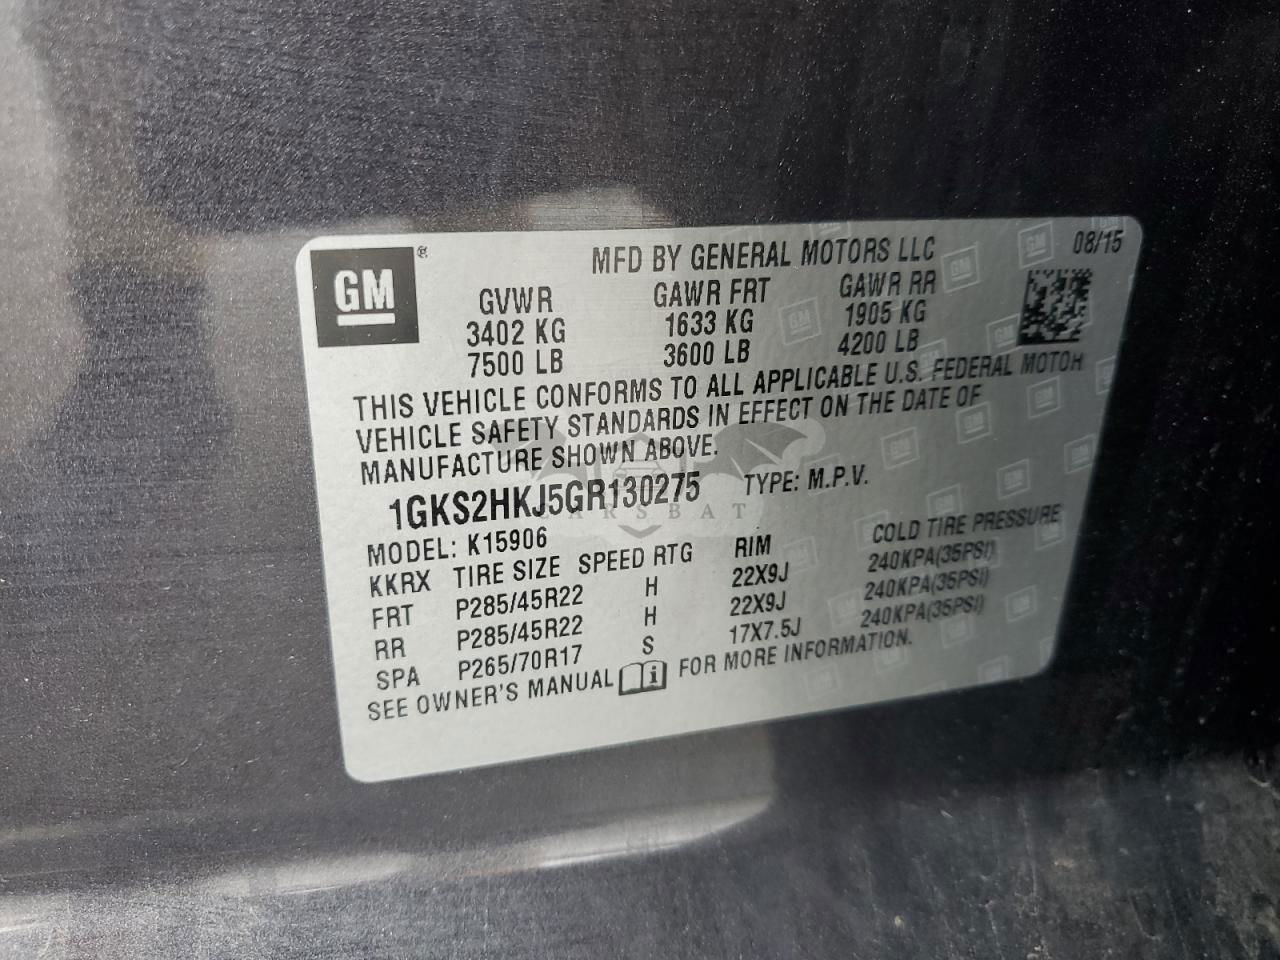 GM
MFD BY GENERAL MOTORS LLC 08/15
GVWR GAWR FRT GAWR RR
3402 KG 1633 KG 1905 KG
7500 LB 3600 LB 4200 LB
THIS VEHICLE CONFORMS TO ALL APPLICABLE U.S. FEDERAL MOTOR
VEHICLE SAFETY STANDARDS IN EFFECT ON THE DATE OF
MANUFACTURE SHOWN ABOVE.
1GKS2HKJ5GR130275 TYPE: M.P.V.
ARSBAT
MODEL: K15906
KKRX TIRE SIZE SPEED RTG RIM COLD TIRE PRESSURE
FRT P285/45R22 H 22X9J 240KPA(35PSI)
RR P285/45R22 H 22X9J 240KPA(35PSI)
SPA P265/70R17 S 17X7.5J 240KPA(35PSI)
SEE OWNER'S MANUAL i FOR MORE INFORMATION.